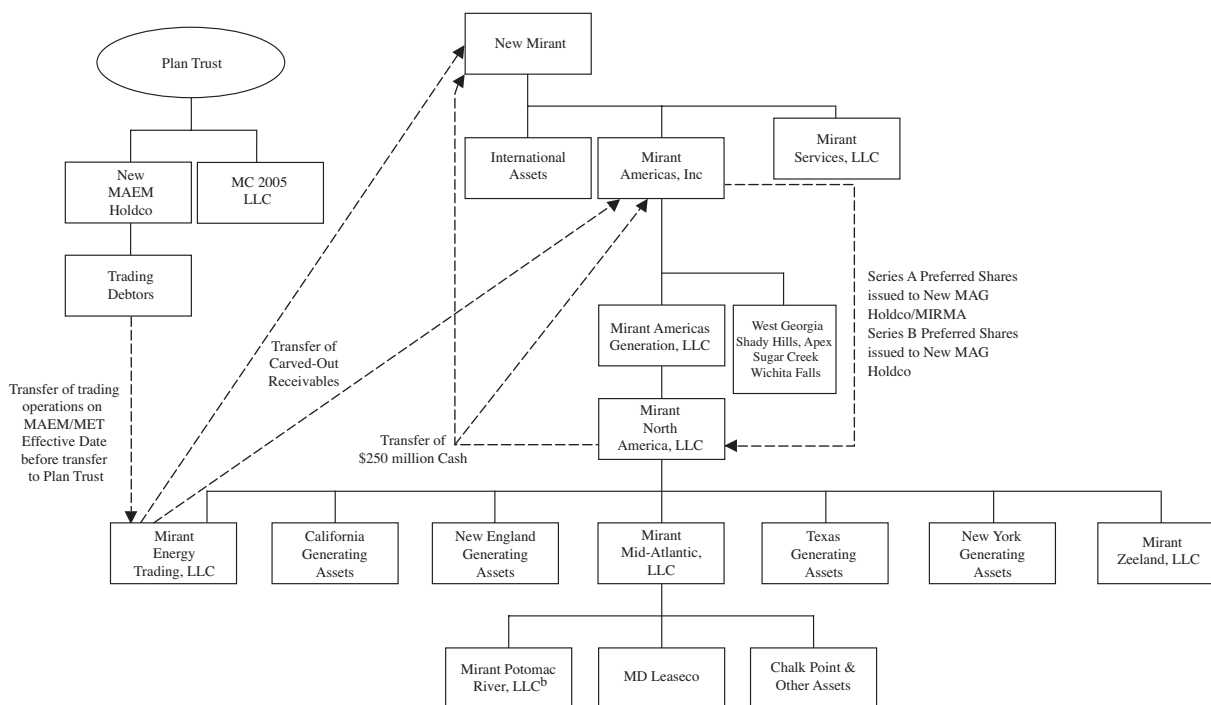 New Mirant
Plan Trust
International
Assets
Mirant
Americas, Inc
Mirant
Services, LLC
New
MAEM
Holdco
MC 2005
LLC
Trading
Debtors
Series A Preferred Shares
issued to New MAG
Holdco/MIRMA
Series B Preferred Shares
issued to New MAG
Holdco
Mirant Americas
Generation, LLC
West Georgia
Shady Hills, Apex
Sugar Creek
Wichita Falls
Transfer of
Carved-Out
Receivables
Transfer of trading
operations on
MAEM/MET
Effective Date
before transfer
to Plan Trust
Mirant
North
America, LLC
Transfer of
$250 million Cash
Mirant
Energy
Trading, LLC
California
Generating
Assets
New England
Generating
Assets
Mirant
Mid-Atlantic,
LLC
Texas
Generating
Assets
New York
Generating
Assets
Mirant
Zeeland, LLC
Mirant Potomac
River, LLCb
MD Leaseco
Chalk Point &
Other Assets